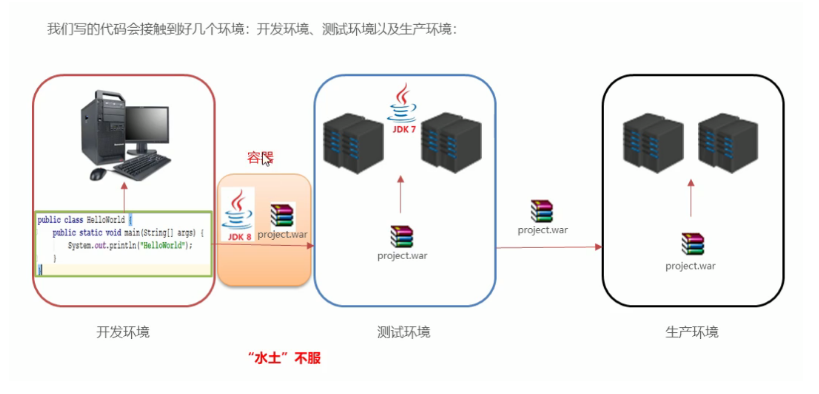 我们写的代码会接触到好几个环境：开发环境、测试环境以及生产环境：
容器
JDK 7
public class HelloWorld {
public static void main(String[] args) {
System.out.println("HelloWorld");
}
}
JDK 8
project.war
project.war
project.war
project.war
开发环境
测试环境
生产环境
“水土”不服